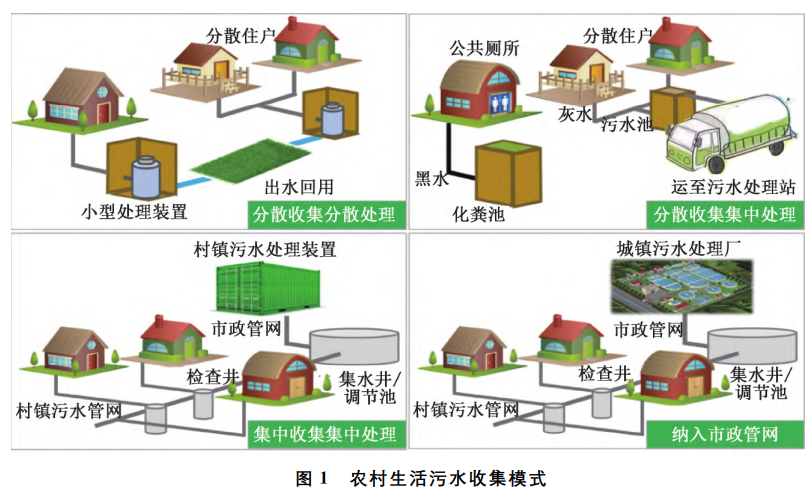 分散住户
小型处理装置
出水回用
分散收集分散处理
公共厕所
分散住户
灰水
污水池
黑水
化粪池
运至污水处理站
分散收集集中处理
村镇污水处理装置
市政管网
检查井
集水井/
调节池
村镇污水管网
集中收集集中处理
城镇污水处理厂
市政管网
检查井
集水井/
调节池
村镇污水管网
纳入市政管网
图 1 农村生活污水收集模式